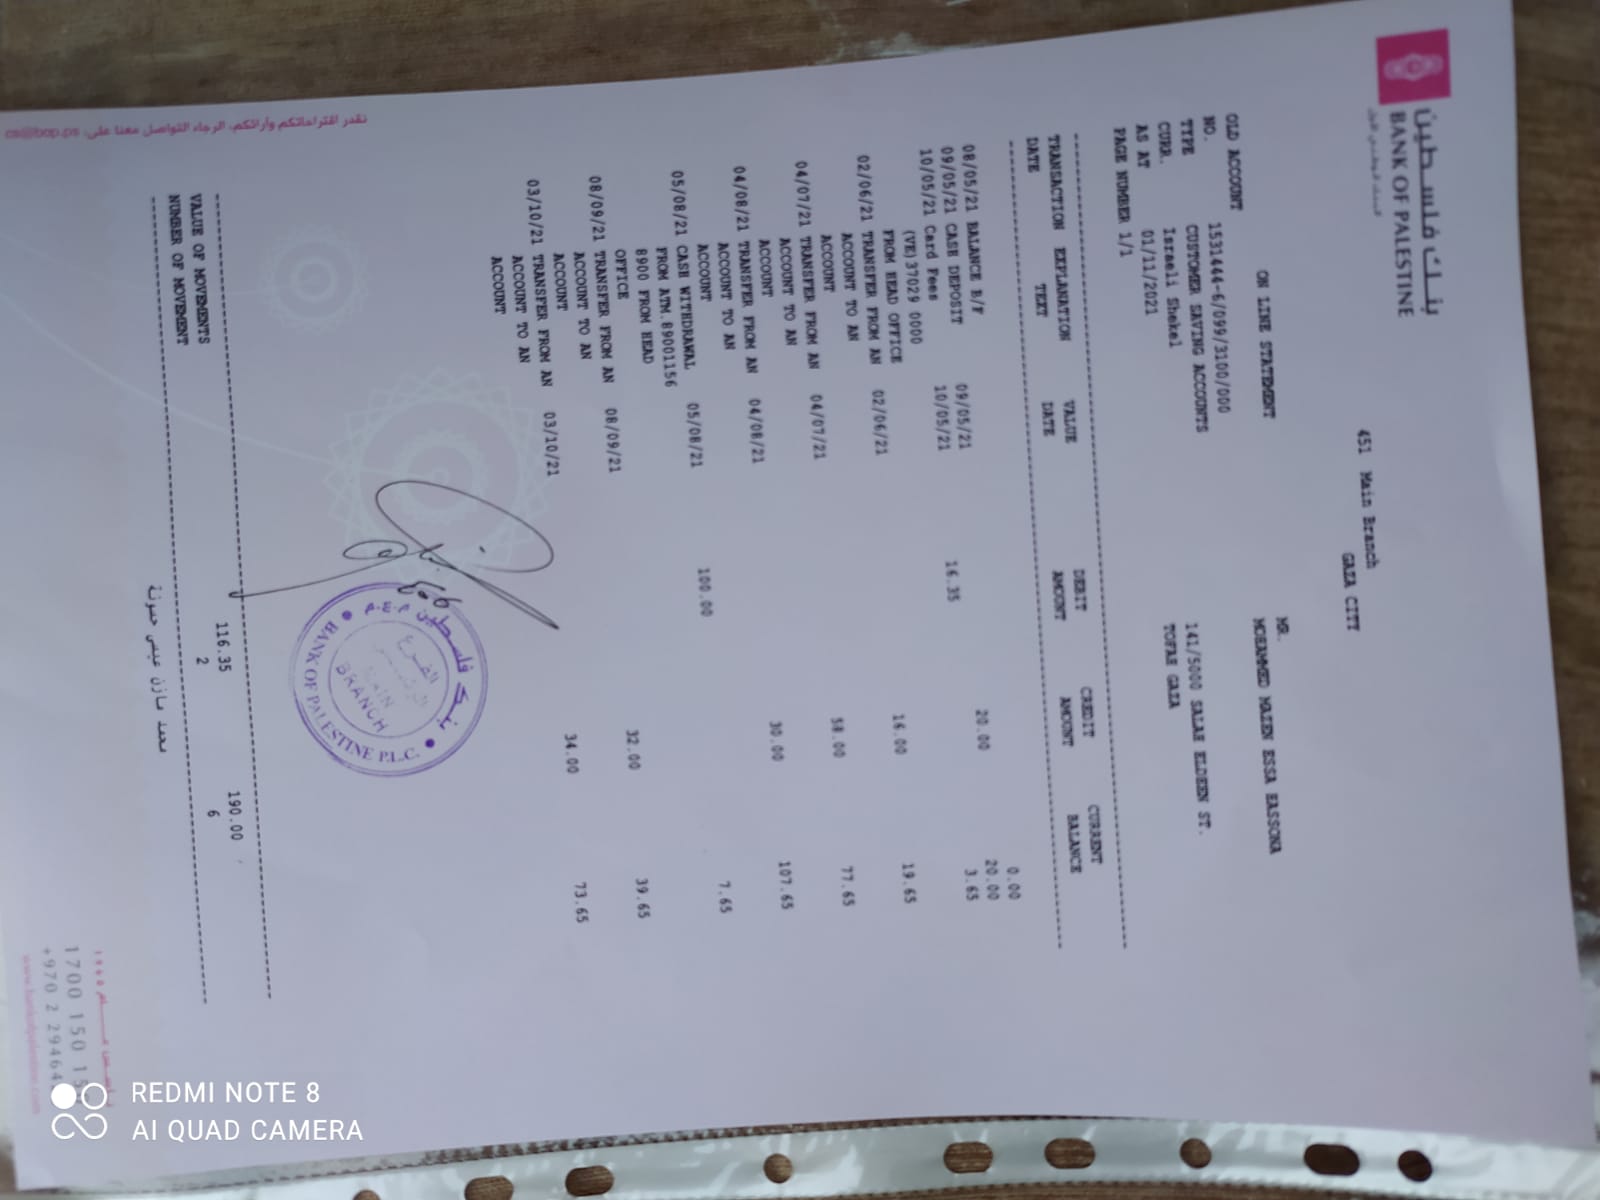 بنك فلسطين
BANK OF PALESTINE
451 Main Branch
GAZA CITY
ON LINE STATEMENT
MR.
MOHAMMED MAZEN ESSA HASSONA
OLD ACCOUNT
NO. 1531444-6/099/3100/000
TYPE CUSTOMER SAVING ACCOUNTS
141/5000 SALAH ELDEEN ST.
CURR. Israeli Shekel
TOFAH GAZA
AS AT 01/11/2021
PAGE NUMBER 1/1
TRANSACTION EXPLANATION VALUE DEBIT CREDIT CURRENT
DATE TEXT DATE AMOUNT AMOUNT BALANCE
08/05/21 BALANCE B/F 0.00
09/05/21 CASH DEPOSIT 09/05/21 20.00 20.00
10/05/21 Card Fees 10/05/21 16.35 3.65
(VE)37029 0000
FROM HEAD OFFICE
02/06/21 TRANSFER FROM AN 02/06/21 16.00 19.65
ACCOUNT TO AN
ACCOUNT
04/07/21 TRANSFER FROM AN 04/07/21 58.00 77.65
ACCOUNT TO AN
ACCOUNT
04/08/21 TRANSFER FROM AN 04/08/21 30.00 107.65
ACCOUNT TO AN
ACCOUNT
05/08/21 CASH WITHDRAWAL 05/08/21 100.00 7.65
FROM ATM.89001156
8900 FROM HEAD
OFFICE
08/09/21 TRANSFER FROM AN 08/09/21 32.00 39.65
ACCOUNT TO AN
ACCOUNT
03/10/21 TRANSFER FROM AN 03/10/21 34.00 73.65
ACCOUNT TO AN
ACCOUNT
بنك فلسطين م.ع.م
الفرع
MAIN
BRANCH
BANK OF PALESTINE P.L.C.
VALUE OF MOVEMENTS 116.35 190.00
NUMBER OF MOVEMENT 2 6
محمد مازن عيسى حسونة
نقدر اقتراحاتكم وآرائكم، الرجاء التواصل معنا على، cs@bop.ps
1700 150 15
+970 2 29464
www.bankofpalestine.com
REDMI NOTE 8
AI QUAD CAMERA